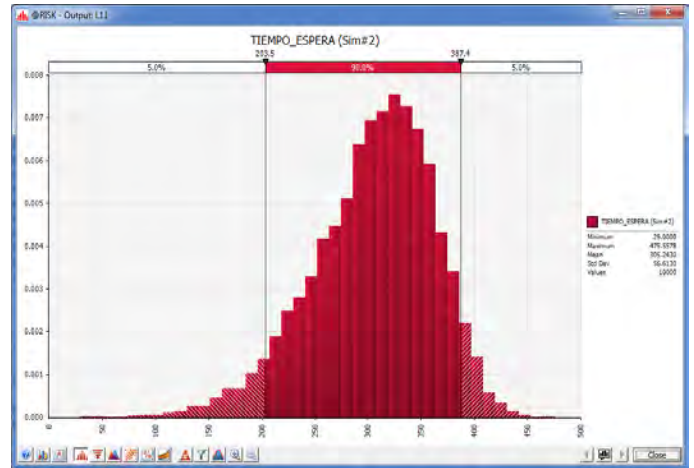 @RISK - Output: L11
TIEMPO_ESPERA (Sim#2)
203.5 387.4
5.0% 90.0% 5.0%
0.008
0.007
0.006
0.005
0.004
0.003
0.002
0.001
0.000
0 50 100 150 200 250 300 350 400 450 500
TIEMPO_ESPERA (Sim#2)
Minimum
Maximum
Mean
Std Dev
Values 10000
Close